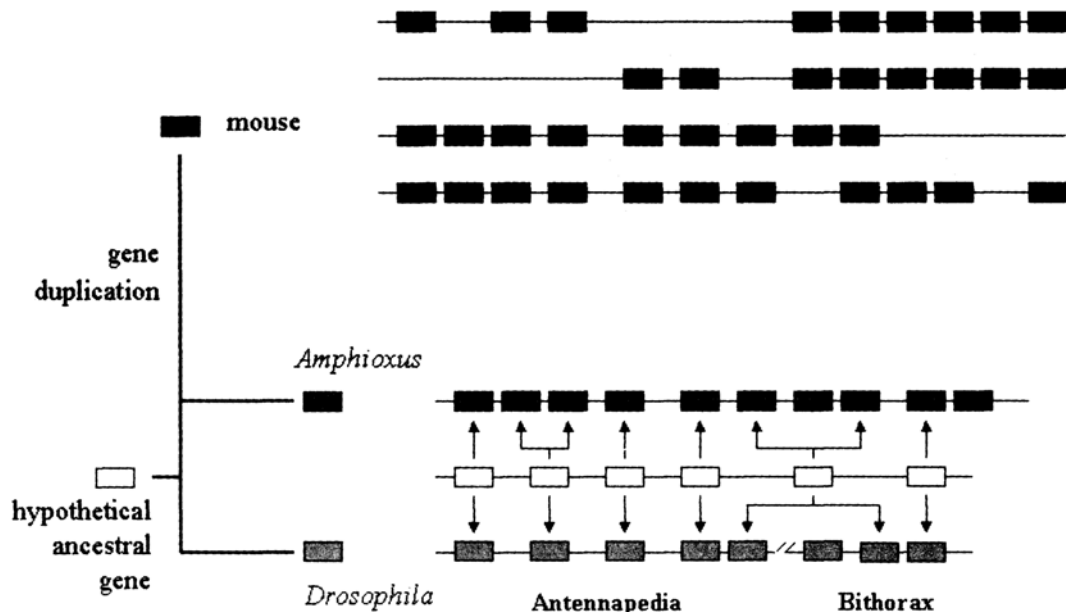 mouse
gene
duplication
Amphioxus
hypothetical
ancestral
gene
Drosophila
Antennapedia
Bithorax